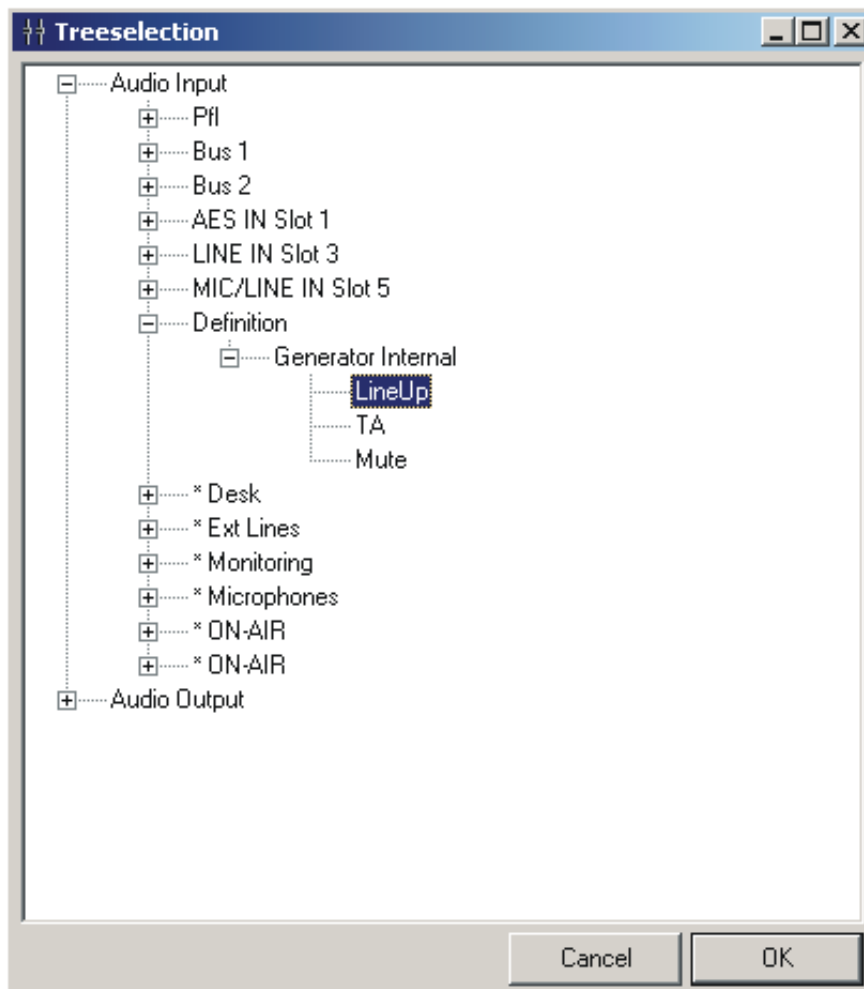 Treeselection
Audio Input
Pfl
Bus 1
Bus 2
AES IN Slot 1
LINE IN Slot 3
MIC/LINE IN Slot 5
Definition
Generator Internal
LineUp
TA
Mute
* Desk
* Ext Lines
* Monitoring
* Microphones
* ON-AIR
* ON-AIR
Audio Output
Cancel OK